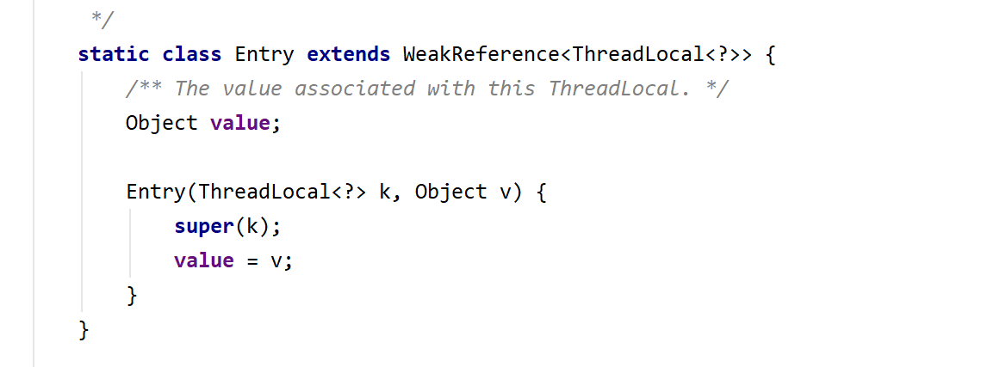 */
static class Entry extends WeakReference<ThreadLocal<?>> {
/** The value associated with this ThreadLocal. */
Object value;
Entry(ThreadLocal<?> k, Object v) {
super(k);
value = v;
}
}